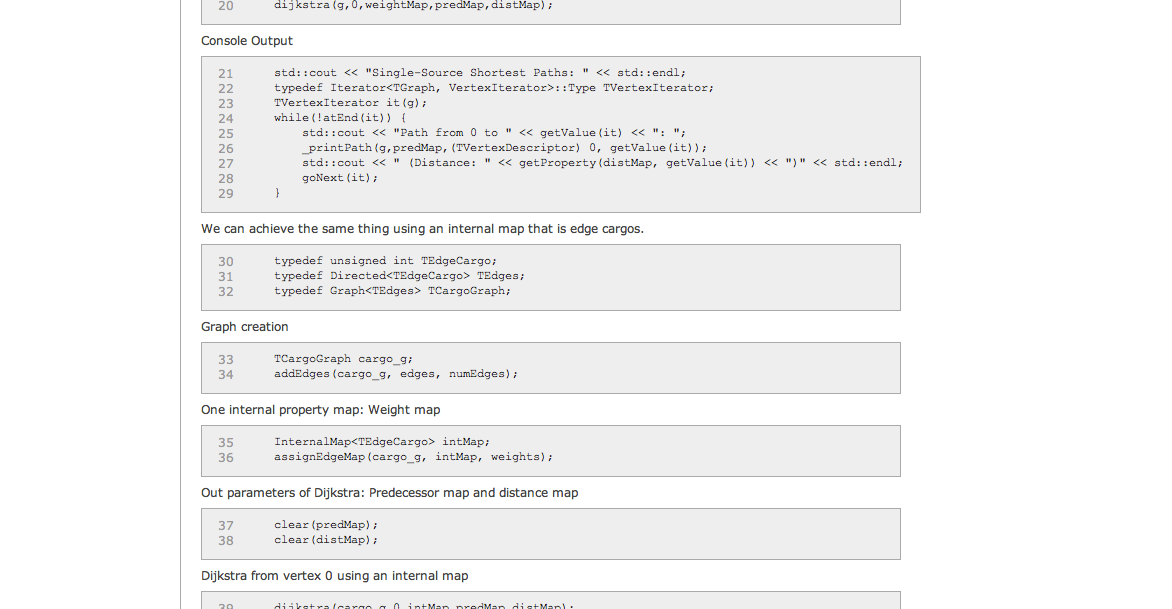 20 dijkstra(g,0,weightMap,predMap,distMap);
Console Output
21 std::cout << "Single-Source Shortest Paths: " << std::endl;
22 typedef Iterator<TGraph, VertexIterator>::Type TVertexIterator;
23 TVertexIterator it(g);
24 while(!atEnd(it)) {
25 std::cout << "Path from 0 to " << getValue(it) << ": ";
26 _printPath(g,predMap,(TVertexDescriptor) 0, getValue(it));
27 std::cout << " (Distance: " << getProperty(distMap, getValue(it)) << ")" << std::endl;
28 goNext(it);
29 }
We can achieve the same thing using an internal map that is edge cargos.
30 typedef unsigned int TEdgeCargo;
31 typedef Directed<TEdgeCargo> TEdges;
32 typedef Graph<TEdges> TCargoGraph;
Graph creation
33 TCargoGraph cargo_g;
34 addEdges(cargo_g, edges, numEdges);
One internal property map: Weight map
35 InternalMap<TEdgeCargo> intMap;
36 assignEdgeMap(cargo_g, intMap, weights);
Out parameters of Dijkstra: Predecessor map and distance map
37 clear(predMap);
38 clear(distMap);
Dijkstra from vertex 0 using an internal map
39 dijkstra(cargo_g,0,intMap,predMap,distMap);